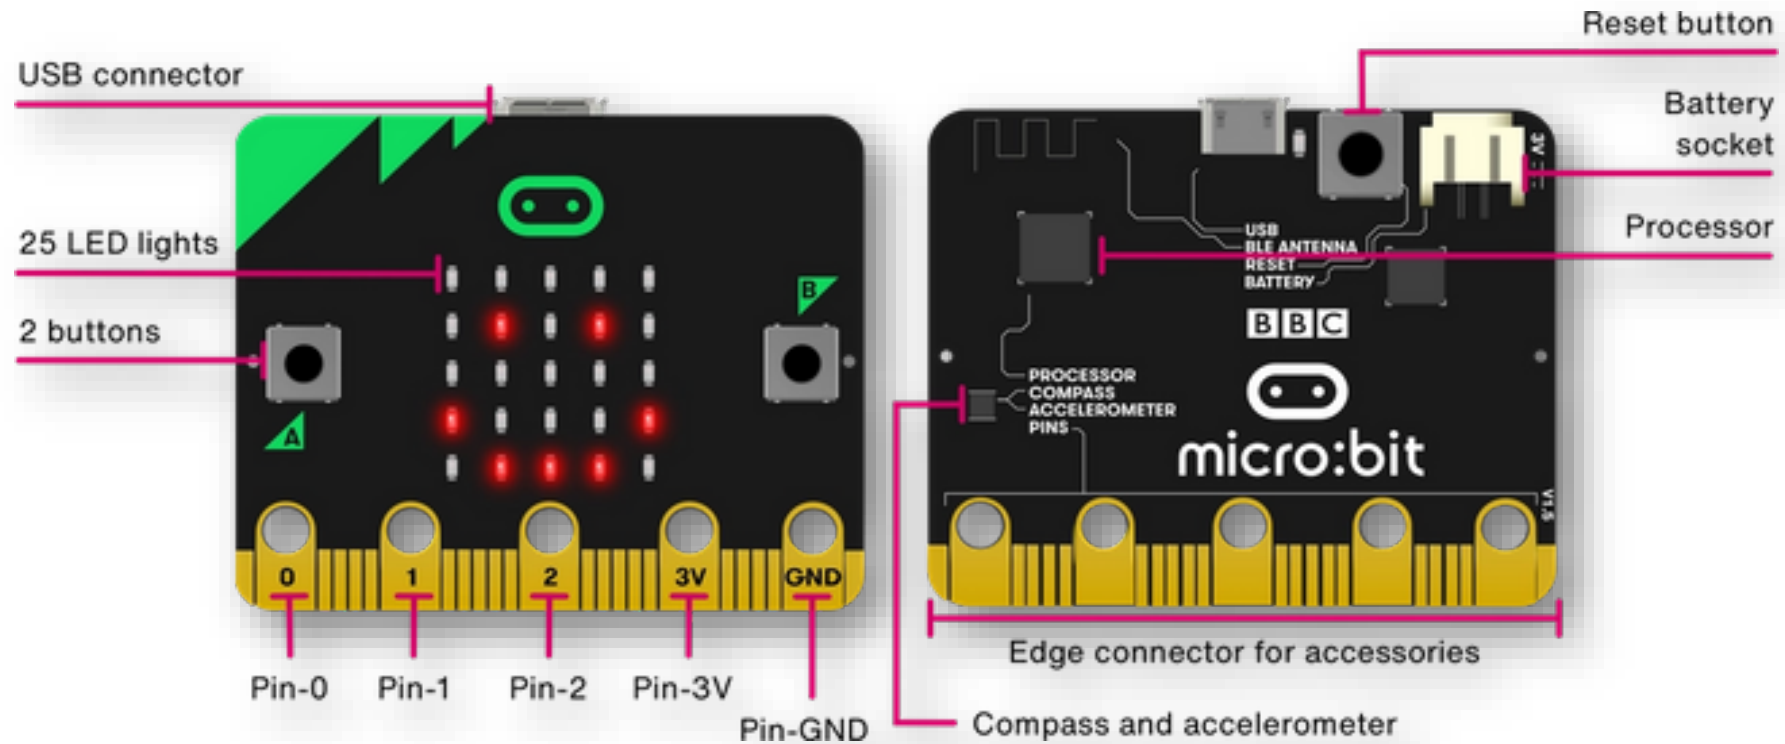 USB connector
25 LED lights
2 buttons
A
B
0 1 2 3V GND
Pin-0 Pin-1 Pin-2 Pin-3V
Pin-GND
Reset button
Battery
socket
Processor
3V
USB
BLE ANTENNA
RESET
BATTERY
BBC
PROCESSOR
COMPASS
ACCELEROMETER
PINS
micro:bit
V1.5
Edge connector for accessories
Compass and accelerometer